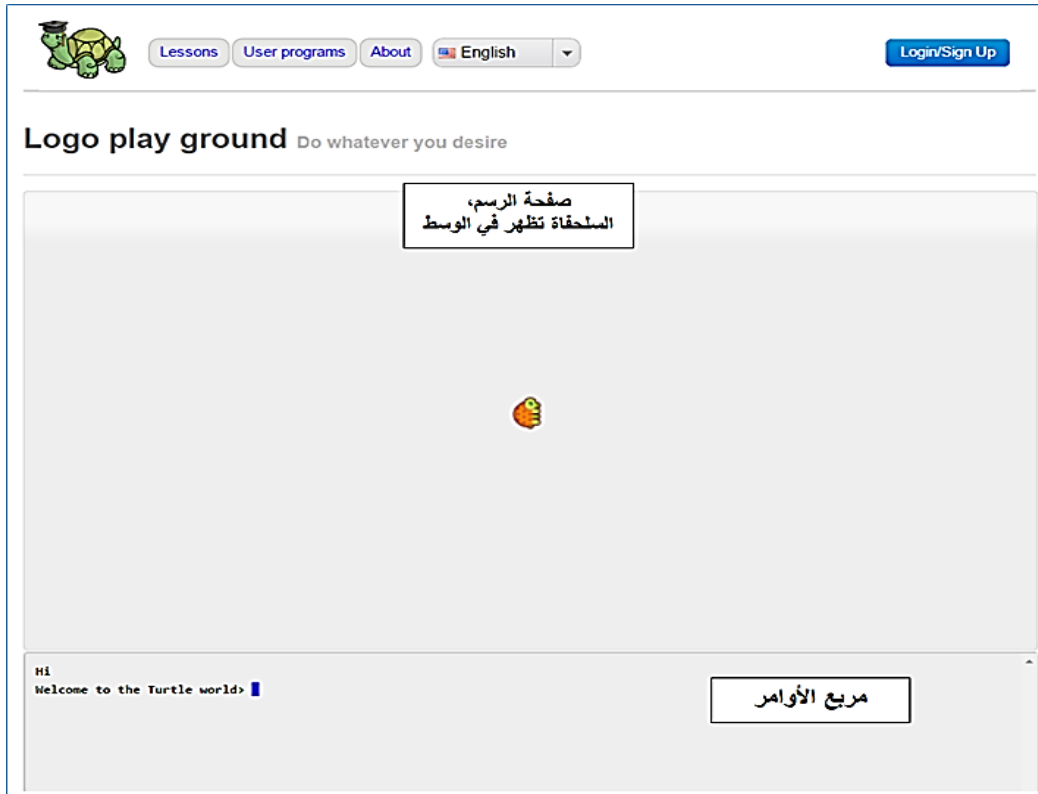 Lessons User programs About English Login/Sign Up
Logo play ground Do whatever you desire
صفحة الرسم،
السلحفاة تظهر في الوسط
Hi
Welcome to the Turtle world>
مربع الأوامر